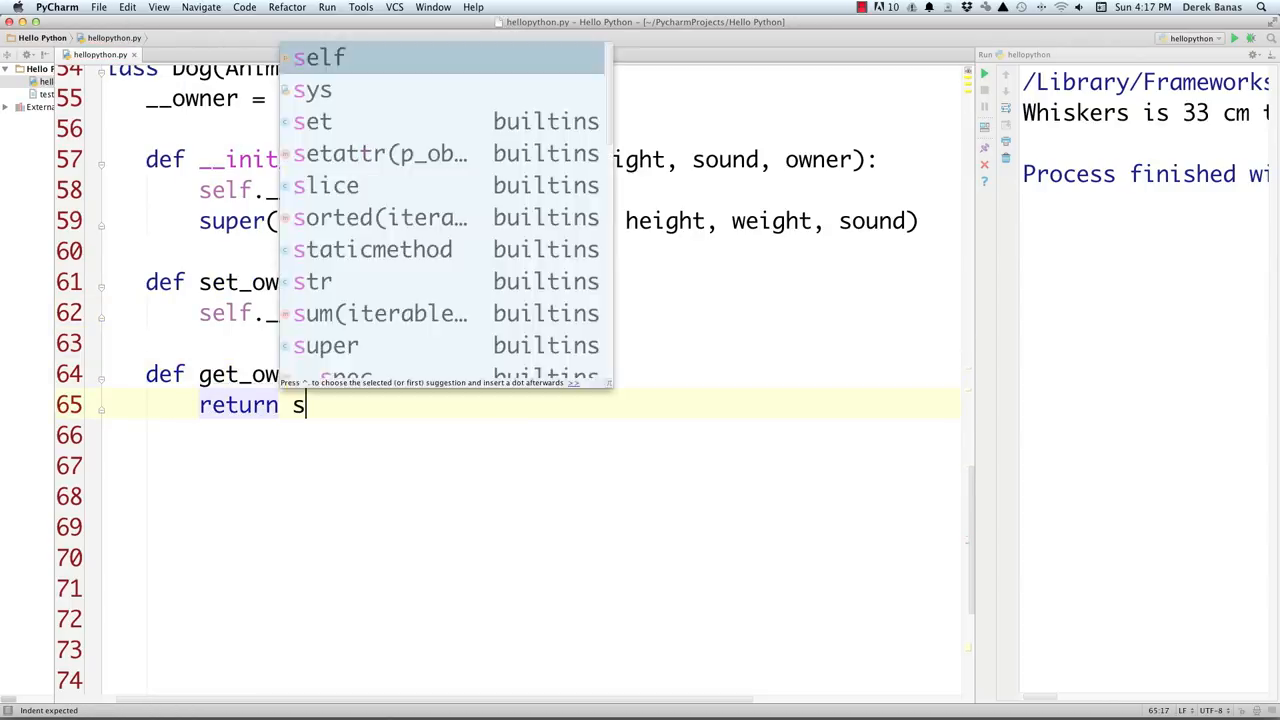 PyCharm File Edit View Navigate Code Refactor Run Tools VCS Window Help 10 Sun 4:17 PM Derek Banas
hellopython.py - Hello Python - [~/PycharmProjects/Hello Python]
Hello Python hellopython.py hellopython
hellopython.py Run hellopython
Hello P
hell
test
Externa
54 lass Dog(Anim
55 __owner =
56
57 def __init ight, sound, owner):
58 self._
59 super( height, weight, sound)
60
61 def set_ow
62 self._
63
64 def get_ow
65 return s
66
67
68
69
70
71
72
73
74
self
sys
set builtins
setattr(p_ob… builtins
slice builtins
sorted(itera… builtins
staticmethod builtins
str builtins
sum(iterable… builtins
super builtins
__spec builtins
Press ^. to choose the selected (or first) suggestion and insert a dot afterwards >>
/Library/Frameworks
Whiskers is 33 cm t
Process finished wi
Indent expected 65:17 LF UTF-8